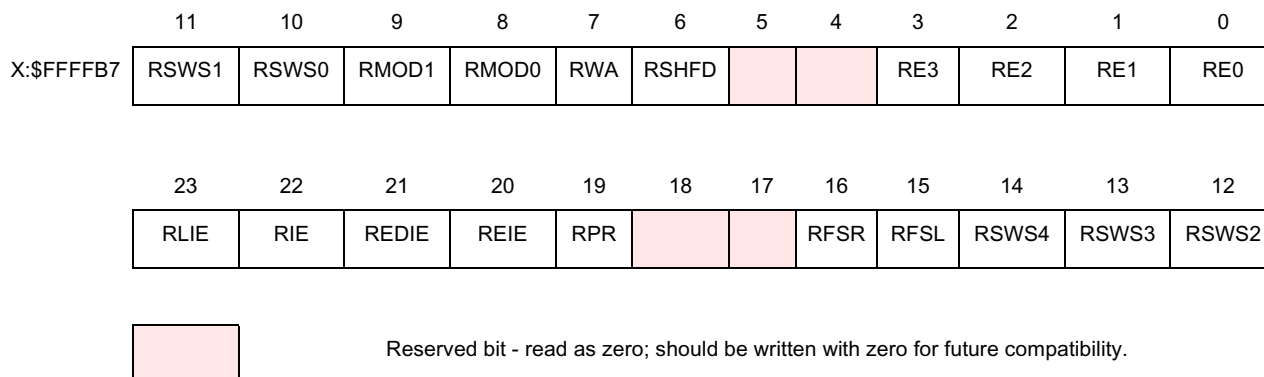 11 10 9 8 7 6 5 4 3 2 1 0
X:$FFFFB7 RSWS1 RSWS0 RMOD1 RMOD0 RWA RSHFD RE3 RE2 RE1 RE0
23 22 21 20 19 18 17 16 15 14 13 12
RLIE RIE REDIE REIE RPR RFSR RFSL RSWS4 RSWS3 RSWS2
Reserved bit - read as zero; should be written with zero for future compatibility.